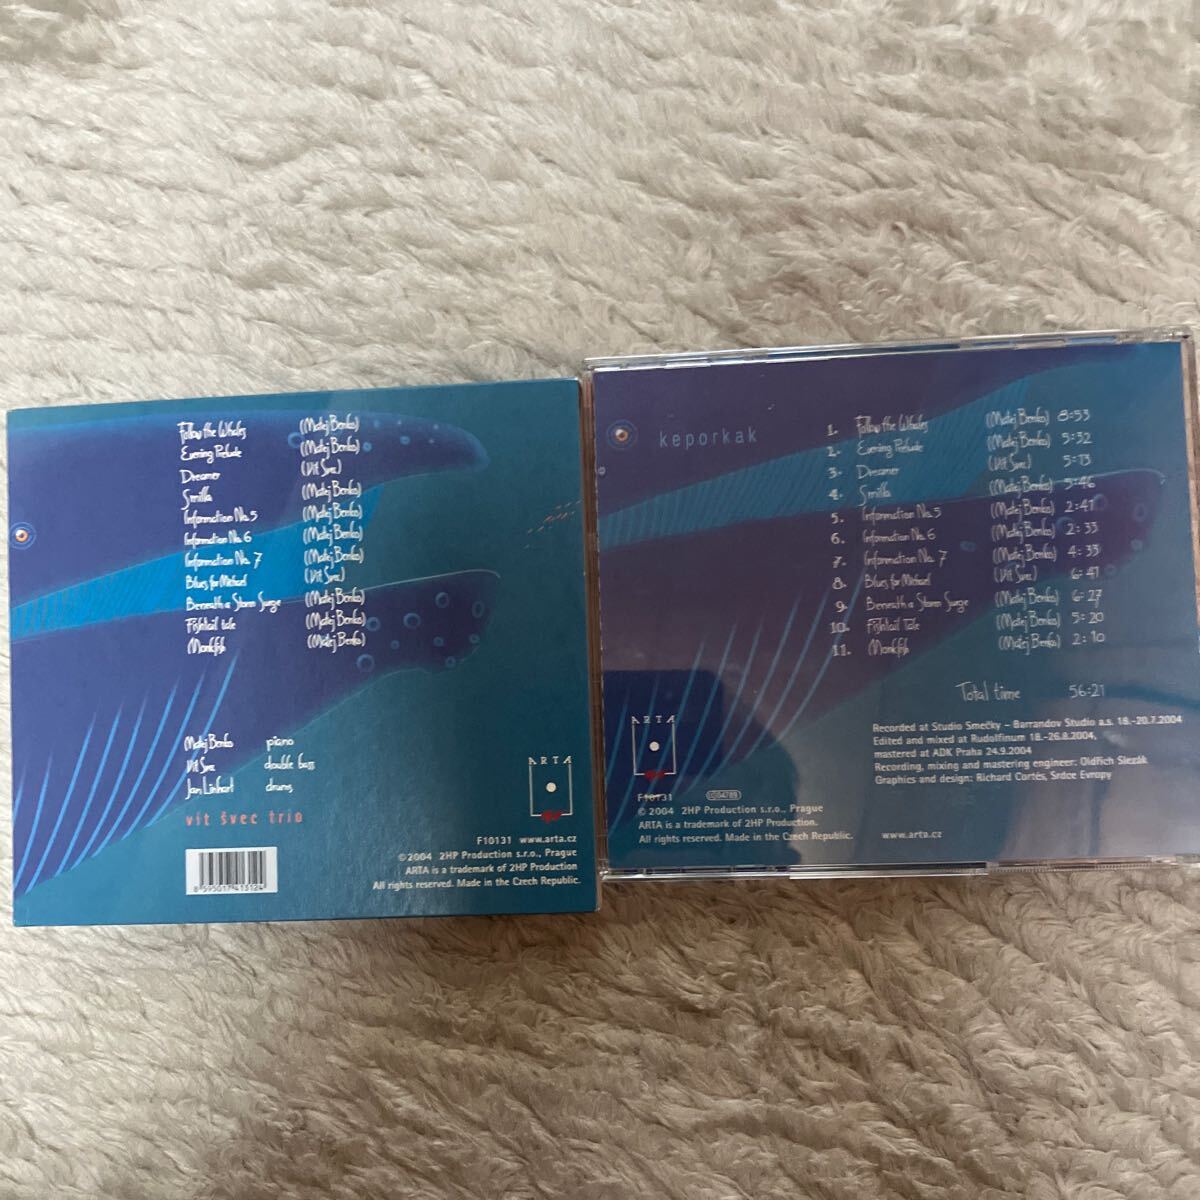 Follow the Whales (Matej Benko)
Evening Prelude (Matej Benko)
Dreamer (Vit Svec)
Smilla (Matej Benko)
Information No. 5 (Matej Benko)
Information No. 6 (Matej Benko)
Information No. 7 (Matej Benko)
Blues for Michael (Vit Svec)
Beneath a Storm Surge (Matej Benko)
Fishtail tale (Matej Benko)
Monkfish (Matej Benko)
Matej Benko piano
Vit Svec double bass
Jan Linhart drums
vít švec trio
8 595017 413124
ARTA
F10131 www.arta.cz
©2004 2HP Production s.r.o., Prague
ARTA is a trademark of 2HP Production
All rights reserved. Made in the Czech Republic.
keporkak
1. Follow the Whales (Matej Benko) 8:53
2. Evening Prelude (Matej Benko) 5:32
3. Dreamer (Vit Svec) 5:13
4. Smilla (Matej Benko) 5:46
5. Information No. 5 (Matej Benko) 2:47
6. Information No. 6 (Matej Benko) 2:33
7. Information No. 7 (Matej Benko) 4:33
8. Blues for Michael (Vit Svec) 6:41
9. Beneath a Storm Surge (Matej Benko) 6:27
10. Fishtail Tale (Matej Benko) 5:20
11. Monkfish (Matej Benko) 2:10
Total time 56:21
Recorded at Studio Smečky – Barrandov Studio a.s. 18.-20.7.2004
Edited and mixed at Rudolfinum 18.-26.8.2004,
mastered at ADK Praha 24.9.2004
Recording, mixing and mastering engineer: Oldřich Slezák
Graphics and design: Richard Cortés, Srdce Evropy
ARTA
F10131
© 2004 2HP Production s.r.o., Prague
ARTA is a trademark of 2HP Production.
All rights reserved. Made in the Czech Republic.
www.arta.cz